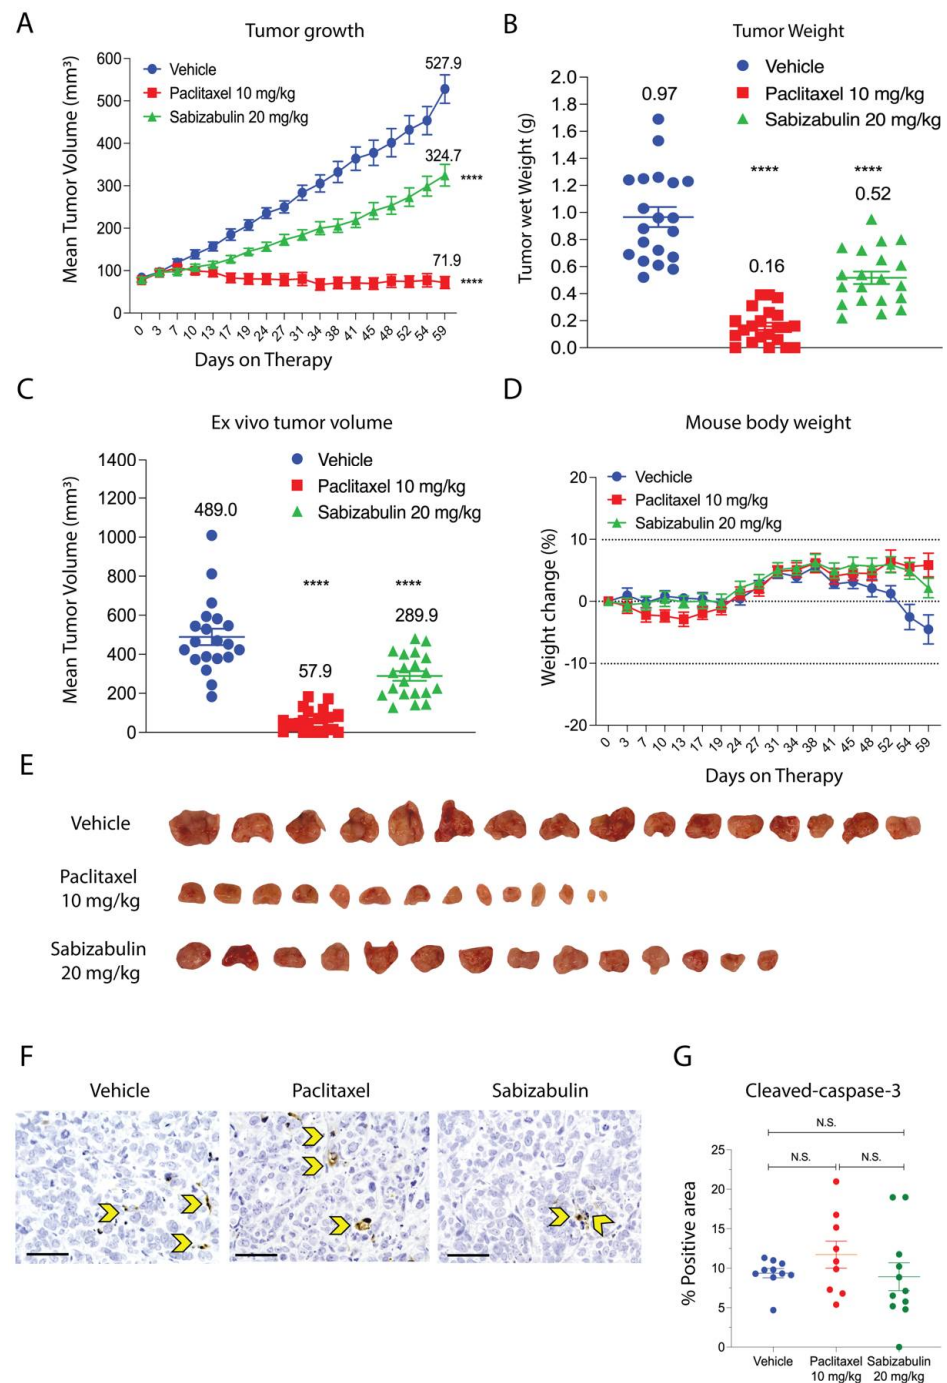 A
Tumor growth
Mean Tumor Volume (mm³)
600
500
400
300
200
100
0
Vehicle
Paclitaxel 10 mg/kg
Sabizabulin 20 mg/kg
527.9
324.7
****
71.9
****
0 3 7 10 13 17 19 24 27 31 34 38 41 45 48 52 54 59
Days on Therapy
B
Tumor Weight
Vehicle
Paclitaxel 10 mg/kg
Sabizabulin 20 mg/kg
Tumor wet Weight (g)
2.0
1.8
1.6
1.4
1.2
1.0
0.8
0.6
0.4
0.2
0.0
0.97
****
0.16
****
0.52
C
Ex vivo tumor volume
Vehicle
Paclitaxel 10 mg/kg
Sabizabulin 20 mg/kg
Mean Tumor Volume (mm³)
1400
1200
1000
800
600
400
200
0
489.0
****
57.9
****
289.9
D
Mouse body weight
Vechicle
Paclitaxel 10 mg/kg
Sabizabulin 20 mg/kg
Weight change (%)
20
10
0
-10
-20
0 3 7 10 13 17 19 24 27 31 34 38 41 45 48 52 54 59
Days on Therapy
E
Vehicle
Paclitaxel
10 mg/kg
Sabizabulin
20 mg/kg
F
Vehicle
Paclitaxel
Sabizabulin
G
Cleaved-caspase-3
N.S.
N.S.
N.S.
% Positive area
25
20
15
10
5
0
Vehicle
Paclitaxel
10 mg/kg
Sabizabulin
20 mg/kg